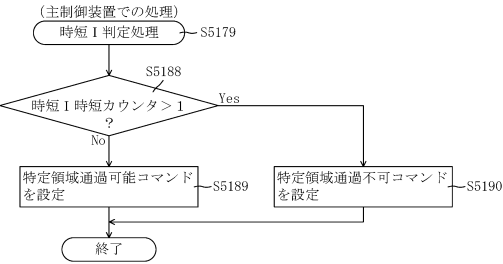 (主制御装置での処理)
時短Ⅰ判定処理
S5179
S5188
時短Ⅰ時短カウンタ＞1
?
Yes
No
特定領域通過可能コマンド
を設定
S5189
特定領域通過不可コマンド
を設定
S5190
終了